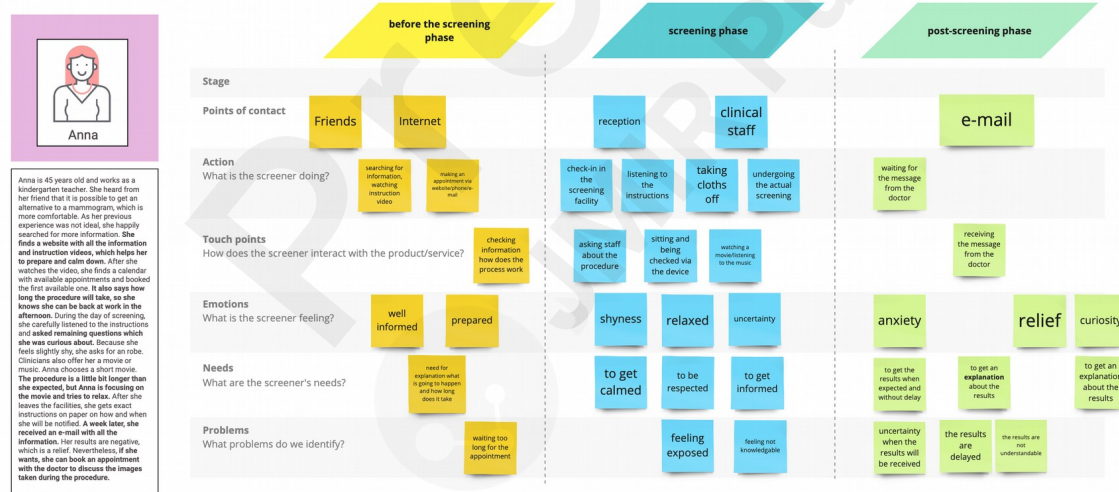 before the screening
phase
screening phase
post-screening phase
Anna
Anna is 45 years old and works as a
kindergarten teacher. She heard from
her friend that it is possible to get an
alternative to a mammogram, which is
more comfortable. As her previous
experience was not ideal, she happily
searched for more information. She
finds a website with all the information
and instruction videos, which helps her
to prepare and calm down. After she
watches the video, she finds a calendar
with available appointments and booked
the first available one. It also says how
long the procedure will take, so she
knows she can be back at work in the
afternoon. During the day of screening,
she carefully listened to the instructions
and asked remaining questions which
she was curious about. Because she
feels slightly shy, she asks for an robe.
Clinicians also offer her a movie or
music. Anna chooses a short movie.
The procedure is a little bit longer than
she expected, but Anna is focusing on
the movie and tries to relax. After she
leaves the facilities, she gets exact
instructions on paper on how and when
she will be notified. A week later, she
received an e-mail with all the
information. Her results are negative,
which is a relief. Nevertheless, if she
wants, she can book an appointment
with the doctor to discuss the images
taken during the procedure.
Stage
Points of contact
Friends
Internet
reception
clinical
staff
e-mail
Action
What is the screener doing?
searching for
information,
watching
instruction
video
making an
appointment via
website/phone/e-
mail
check-in in
the
screening
facility
listening to
the
instructions
taking
cloths
off
undergoing
the actual
screening
waiting for
the message
from the
doctor
Touch points
How does the screener interact with the product/service?
checking
information
how does the
process work
asking staff
about the
procedure
sitting and
being
checked via
the device
watching a
movie/listening
to the music
receiving
the message
from the
doctor
Emotions
What is the screener feeling?
well
informed
prepared
shyness
relaxed
uncertainty
anxiety
relief
curiosity
Needs
What are the screener's needs?
need for
explanation what
is going to happen
and how long
does it take
to get
calmed
to be
respected
to get
informed
to get the
results when
expected and
without delay
to get an
explanation
about the
results
to get an
explanation
about the
results
Problems
What problems do we identify?
waiting too
long for the
appointment
feeling
exposed
feeling not
knowledgable
uncertainty
when the
results will
be received
the results
are
delayed
the results are
not
understandable